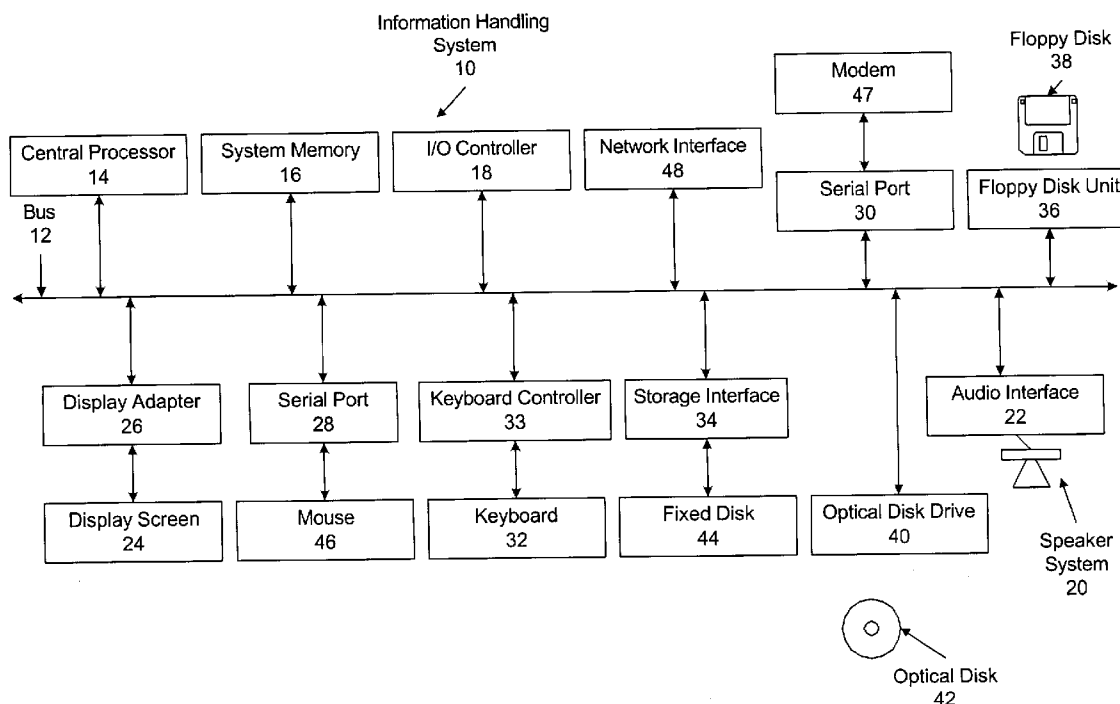 Information Handling
System
10
Floppy Disk
38
Modem
47
Central Processor
14
System Memory
16
I/O Controller
18
Network Interface
48
Serial Port
30
Floppy Disk Unit
36
Bus
12
Display Adapter
26
Serial Port
28
Keyboard Controller
33
Storage Interface
34
Audio Interface
22
Display Screen
24
Mouse
46
Keyboard
32
Fixed Disk
44
Optical Disk Drive
40
Speaker
System
20
Optical Disk
42